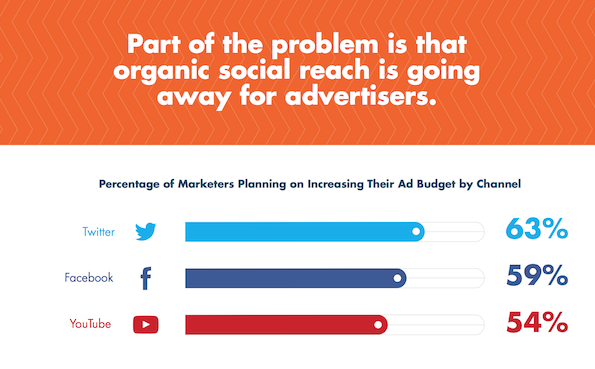 Part of the problem is that
organic social reach is going
away for advertisers.
Percentage of Marketers Planning on Increasing Their Ad Budget by Channel
Twitter 63%
Facebook 59%
YouTube 54%